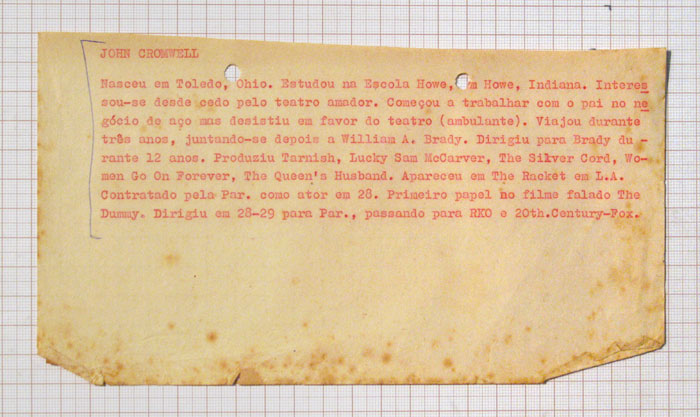 JOHN CROMWELL
Nasceu em Toledo, Ohio. Estudou na Escola Howe, em Howe, Indiana. Interes
sou-se desde cedo pelo teatro amador. Começou a trabalhar com o pai no ne
gócio de aço mas desistiu em favor do teatro (ambulante). Viajou durante
três anos, juntando-se depois a William A. Brady. Dirigiu para Brady du -
rante 12 anos. Produziu Tarnish, Lucky Sam McCarver, The Silver Cord, Wo-
men Go On Forever, The Queen's Husband. Apareceu em The Racket em L.A.
Contratado pela Par. como ator em 28. Primeiro papel no filme falado The
Dummy. Dirigiu em 28-29 para Par., passando para RKO e 20th.Century-Fox.